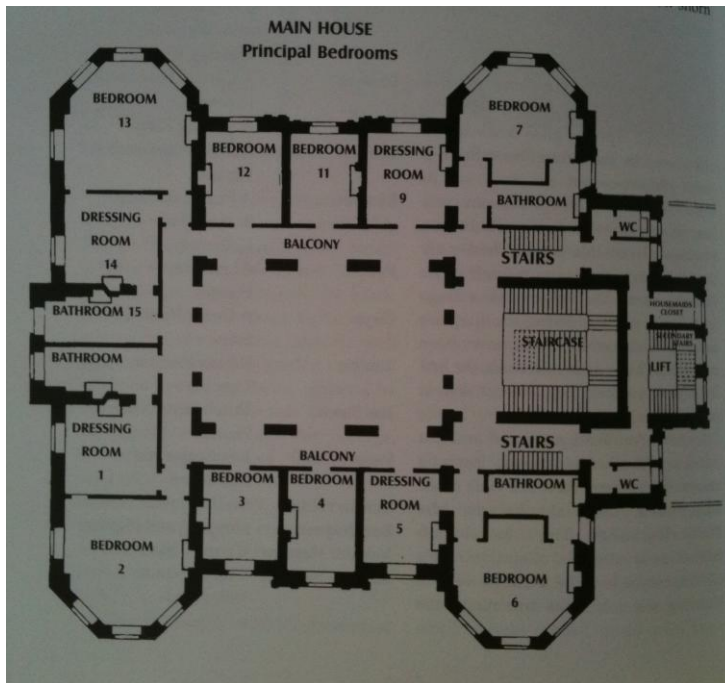 MAIN HOUSE
Principal Bedrooms
BEDROOM
13
BEDROOM
12
BEDROOM
11
DRESSING
ROOM
9
BEDROOM
7
BATHROOM
WC
DRESSING
ROOM
14
BALCONY
STAIRS
BATHROOM 15
HOUSEMAIDS
CLOSET
STAIRCASE
SECONDARY
STAIRS
LIFT
BATHROOM
DRESSING
ROOM
1
BALCONY
STAIRS
BEDROOM
3
BEDROOM
4
DRESSING
ROOM
5
BATHROOM
WC
BEDROOM
2
BEDROOM
6